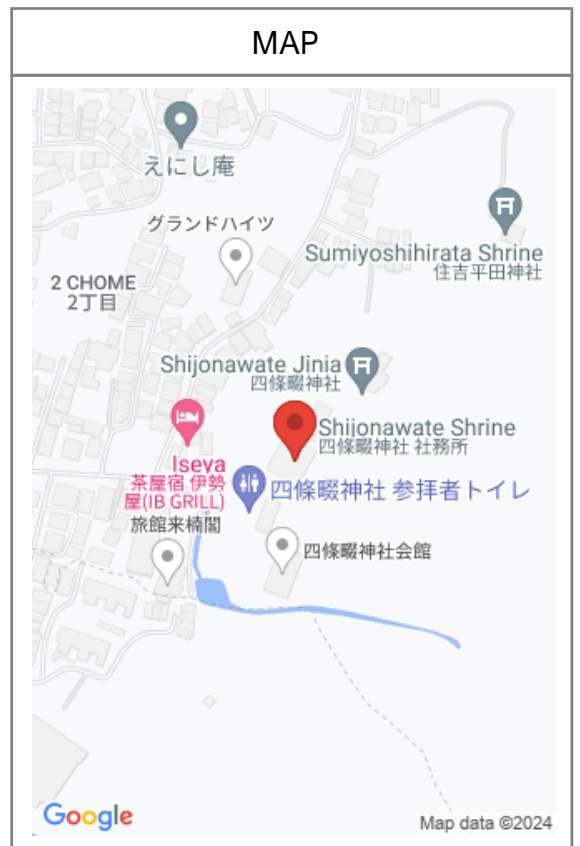 MAP
えにし庵
グランドハイツ
Sumiyoshihirata Shrine
住吉平田神社
2 CHOME
2丁目
Shijonawate Jinja
四條畷神社
Shijonawate Shrine
四條畷神社 社務所
Iseya
茶屋宿 伊勢
屋(IB GRILL)
四條畷神社 参拝者トイレ
旅館来楠閣
四條畷神社会館
Google
Map data ©2024